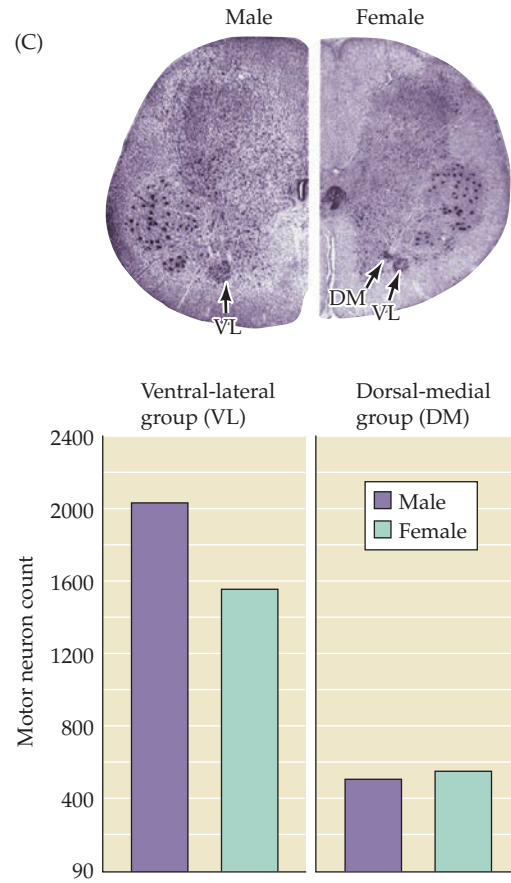 (C)
Male
Female
VL
DM
VL
Ventral-lateral
group (VL)
Dorsal-medial
group (DM)
Motor neuron count
2400
2000
1600
1200
800
400
90
Male
Female